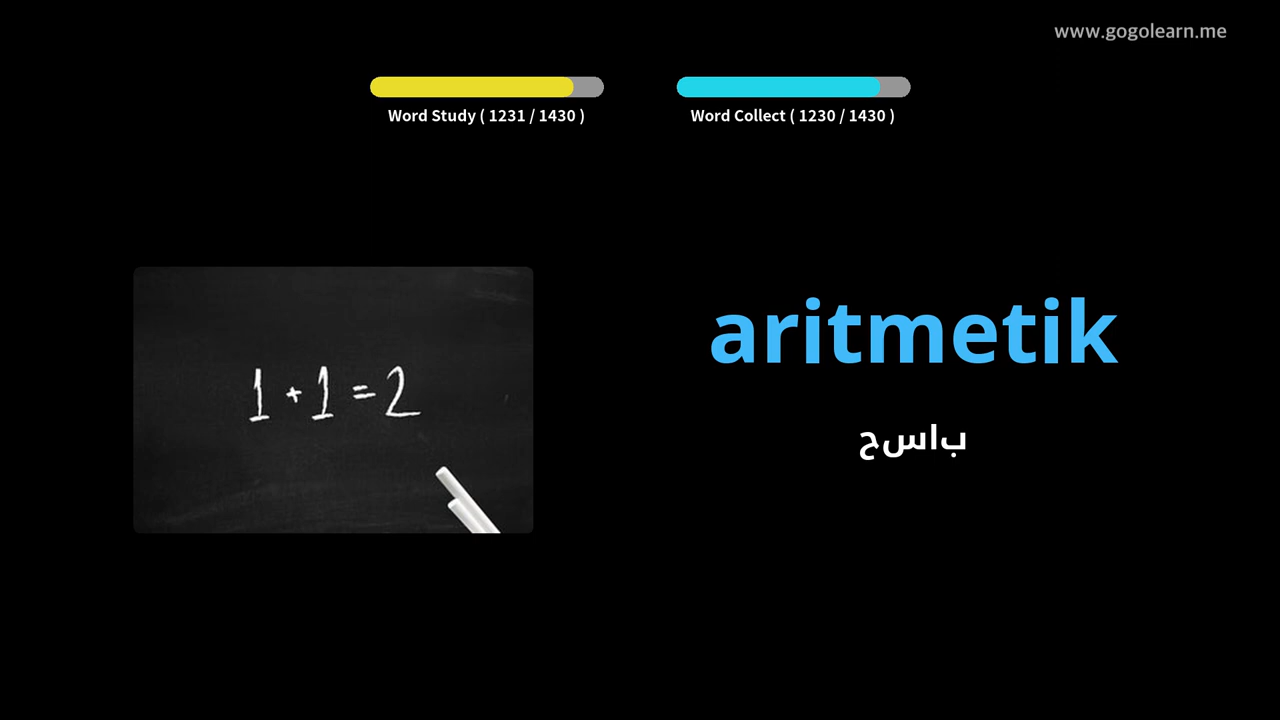 www.gogolearn.me
Word Study ( 1231 / 1430 )
Word Collect ( 1230 / 1430 )
1 + 1 = 2
aritmetik
باسح